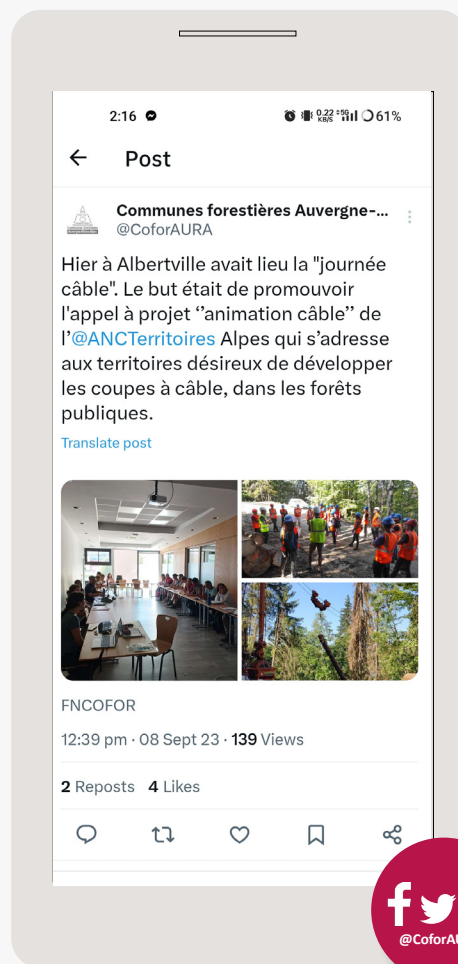 2:16
0.22 KB/S 5G 61%
Post
Communes forestières Auvergne-...
@CoforAURA
Hier à Albertville avait lieu la "journée
câble". Le but était de promouvoir
l'appel à projet ‘’animation câble’’ de
l’@ANCTerritoires Alpes qui s’adresse
aux territoires désireux de développer
les coupes à câble, dans les forêts
publiques.
Translate post
FNCOFOR
12:39 pm · 08 Sept 23 · 139 Views
2 Reposts 4 Likes
@CoforAU